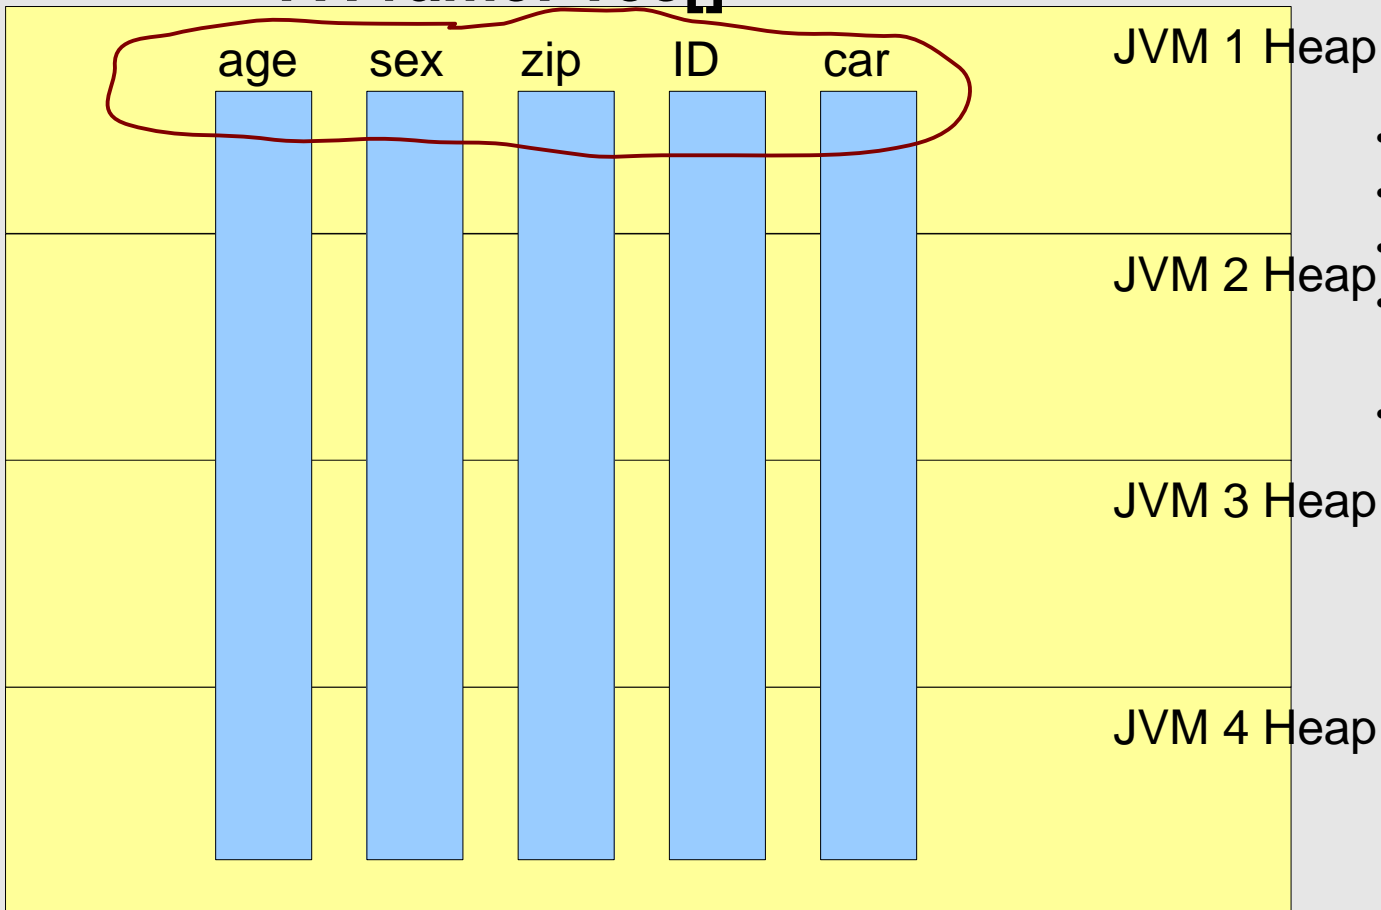 age sex zip ID car
JVM 1 Heap
JVM 2 Heap
JVM 3 Heap
JVM 4 Heap